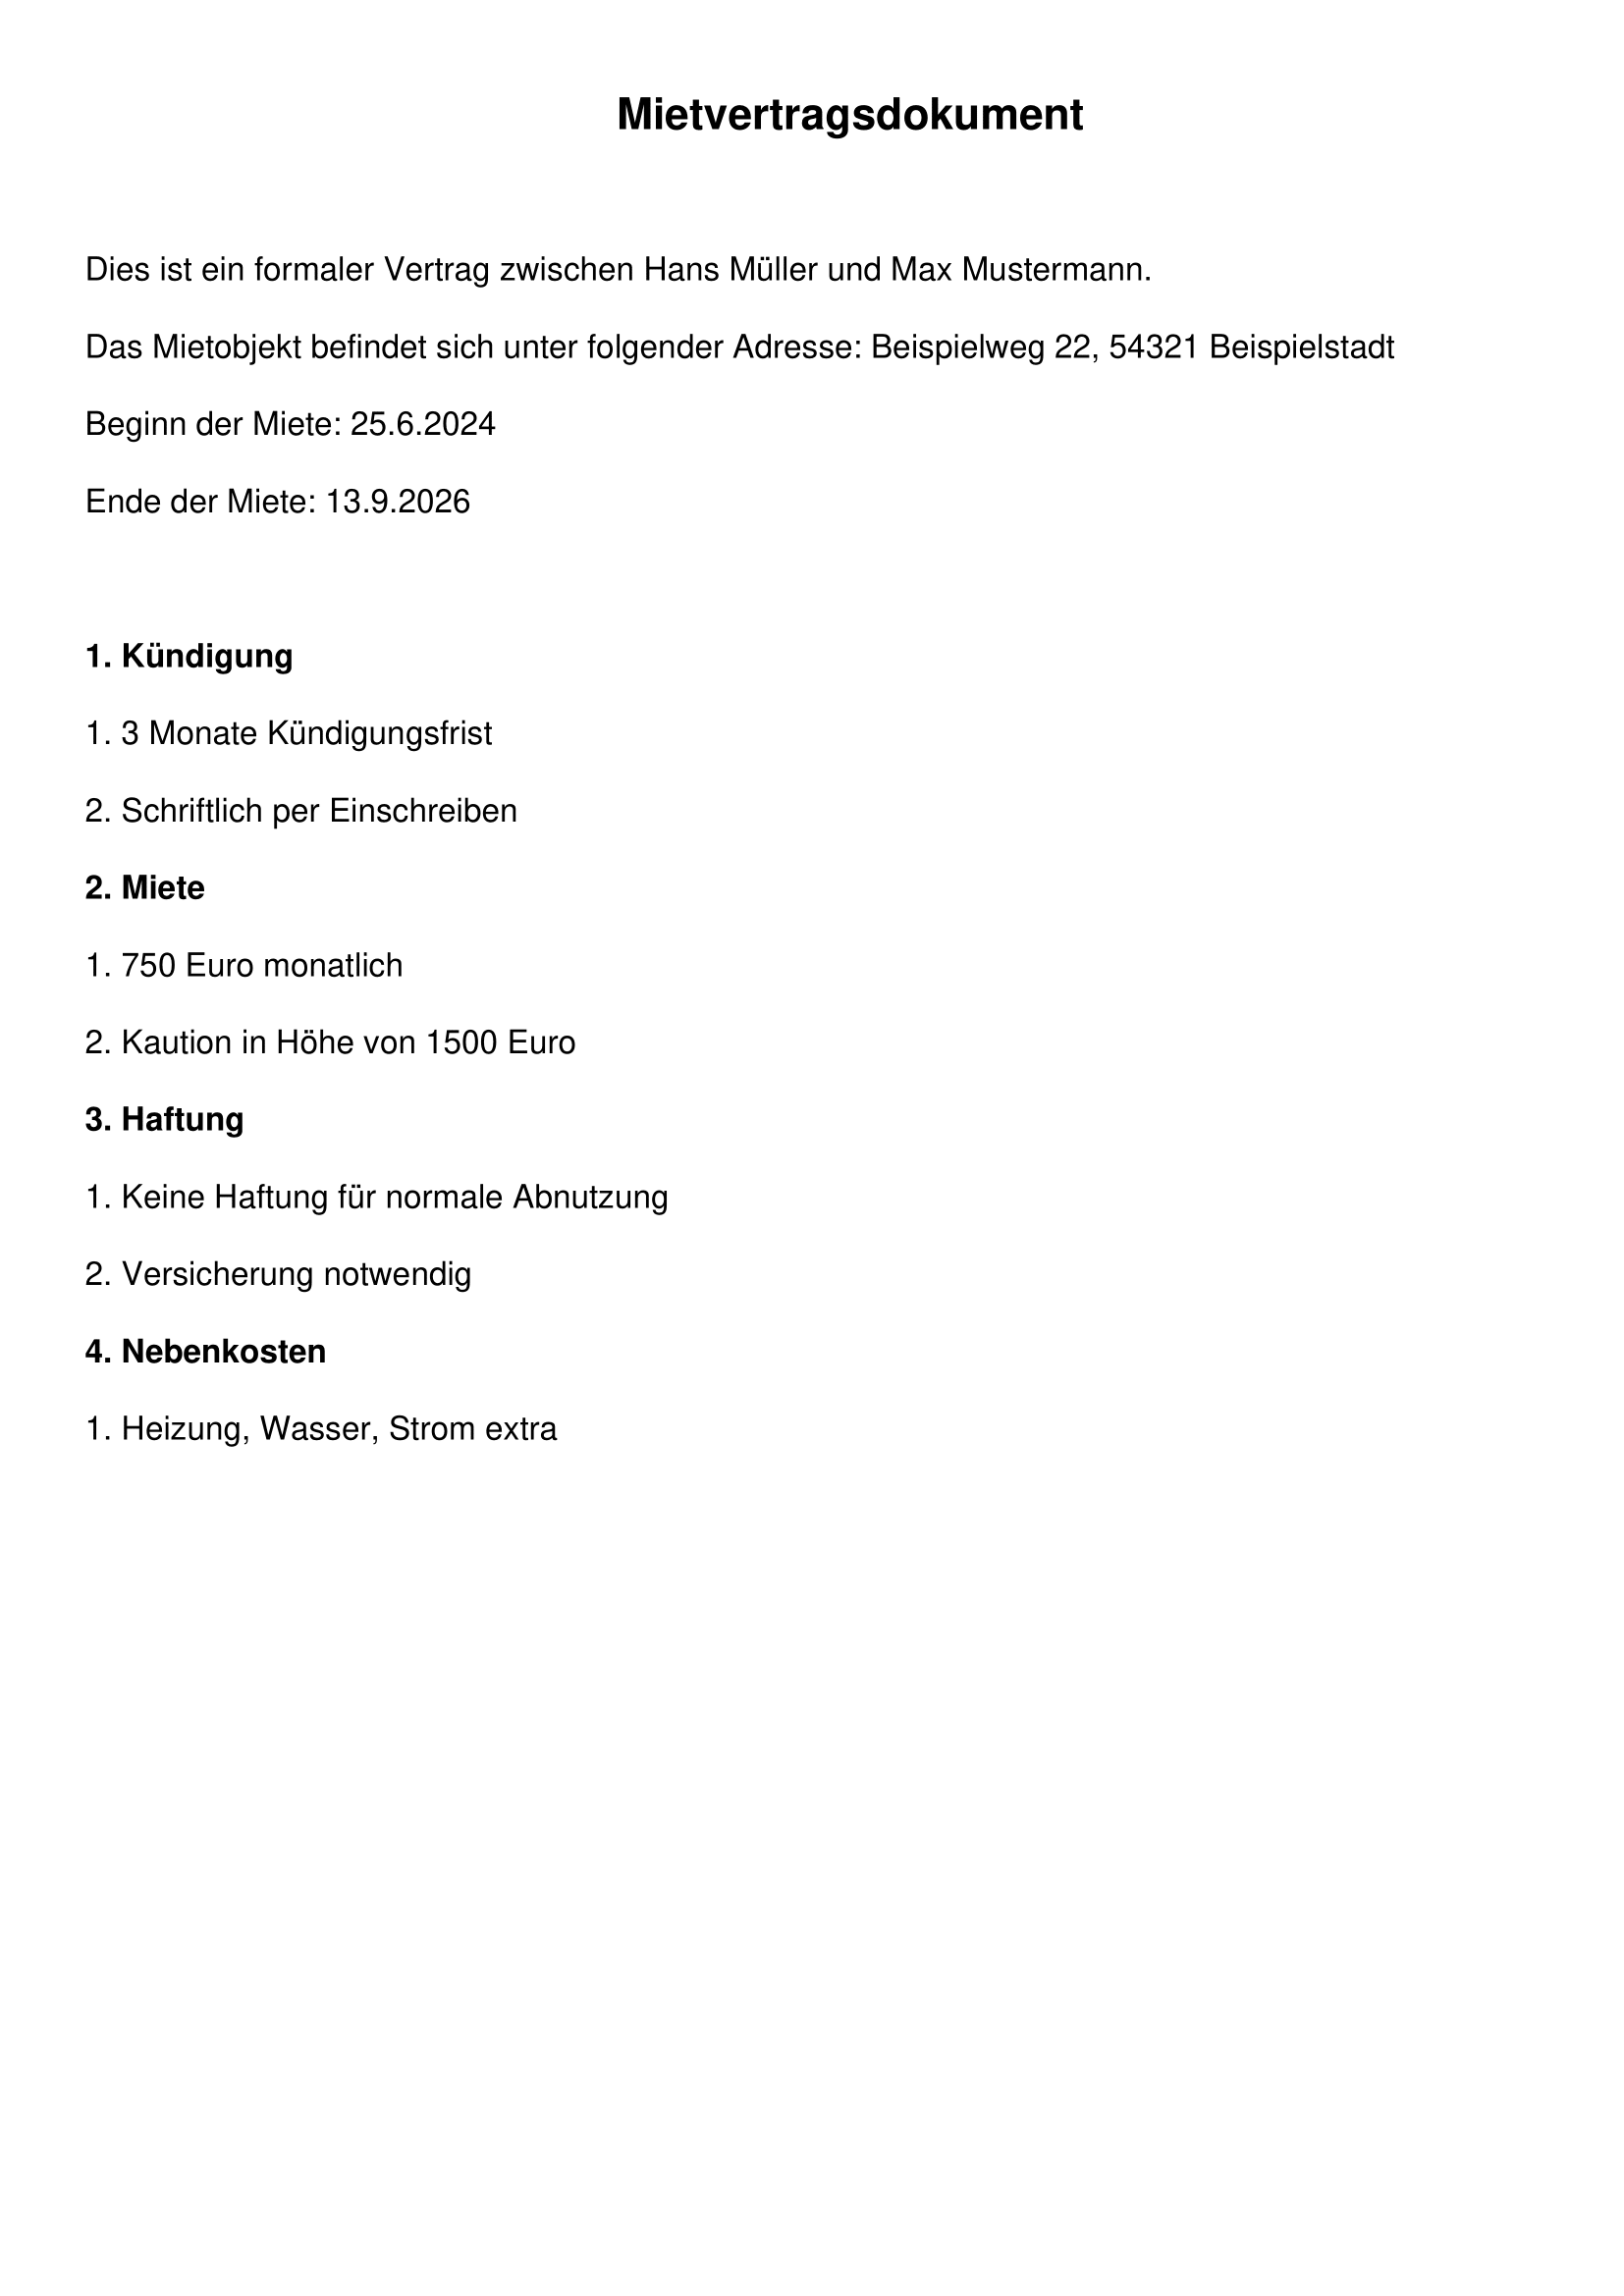 Mietvertragsdokument
Dies ist ein formaler Vertrag zwischen Hans Müller und Max Mustermann.
Das Mietobjekt befindet sich unter folgender Adresse: Beispielweg 22, 54321 Beispielstadt
Beginn der Miete: 25.6.2024
Ende der Miete: 13.9.2026
1. Kündigung
1. 3 Monate Kündigungsfrist
2. Schriftlich per Einschreiben
2. Miete
1. 750 Euro monatlich
2. Kaution in Höhe von 1500 Euro
3. Haftung
1. Keine Haftung für normale Abnutzung
2. Versicherung notwendig
4. Nebenkosten
1. Heizung, Wasser, Strom extra